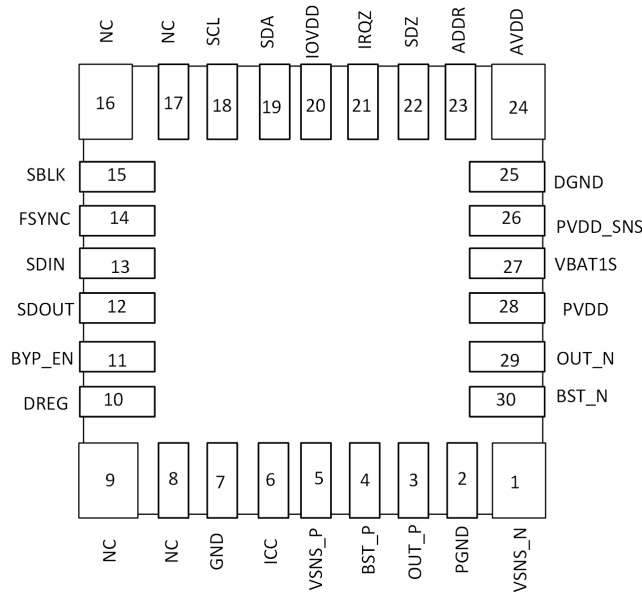 NC NC SCL SDA IOVDD IRQZ SDZ ADDR AVDD
16 17 18 19 20 21 22 23 24
SBLK 15 25 DGND
FSYNC 14 26 PVDD_SNS
SDIN 13 27 VBAT1S
SDOUT 12 28 PVDD
BYP_EN 11 29 OUT_N
DREG 10 30 BST_N
9 8 7 6 5 4 3 2 1
NC NC GND ICC VSNS_P BST_P OUT_P PGND VSNS_N